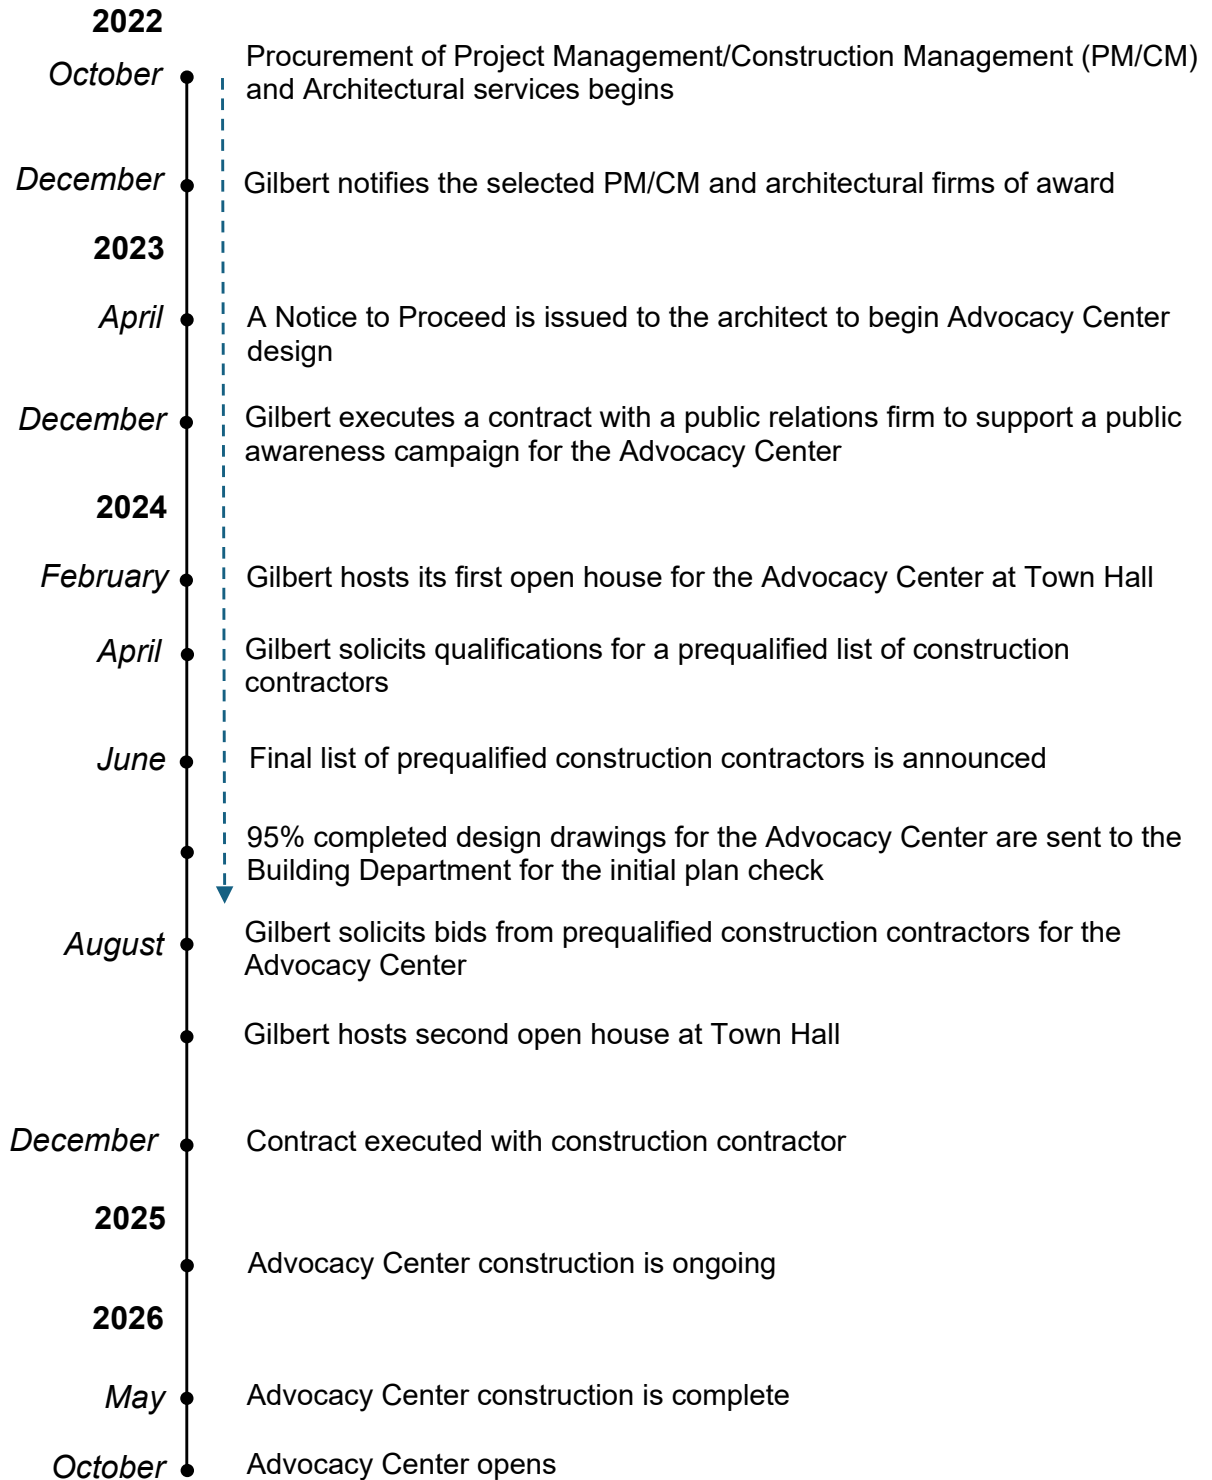 2022
October
Procurement of Project Management/Construction Management (PM/CM)
and Architectural services begins
December
Gilbert notifies the selected PM/CM and architectural firms of award
2023
April
A Notice to Proceed is issued to the architect to begin Advocacy Center
design
December
Gilbert executes a contract with a public relations firm to support a public
awareness campaign for the Advocacy Center
2024
February
Gilbert hosts its first open house for the Advocacy Center at Town Hall
April
Gilbert solicits qualifications for a prequalified list of construction
contractors
June
Final list of prequalified construction contractors is announced
95% completed design drawings for the Advocacy Center are sent to the
Building Department for the initial plan check
August
Gilbert solicits bids from prequalified construction contractors for the
Advocacy Center
Gilbert hosts second open house at Town Hall
December
Contract executed with construction contractor
2025
Advocacy Center construction is ongoing
2026
May
Advocacy Center construction is complete
October
Advocacy Center opens